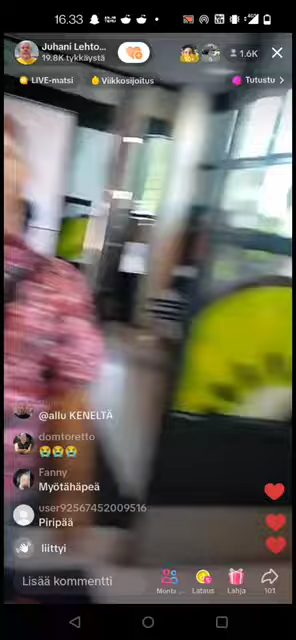 16.33
Juhani Lehto...
19.8K tykkäystä
1.6K
LIVE-matsi
Viikkosijoitus
Tutustu
@allu KENELTÄ
domtoretto
😭😭😭
Fanny
Myötähäpeä
user92567452009516
Piripää
liittyi
Lisää kommentti
Lataus
Lahja
101